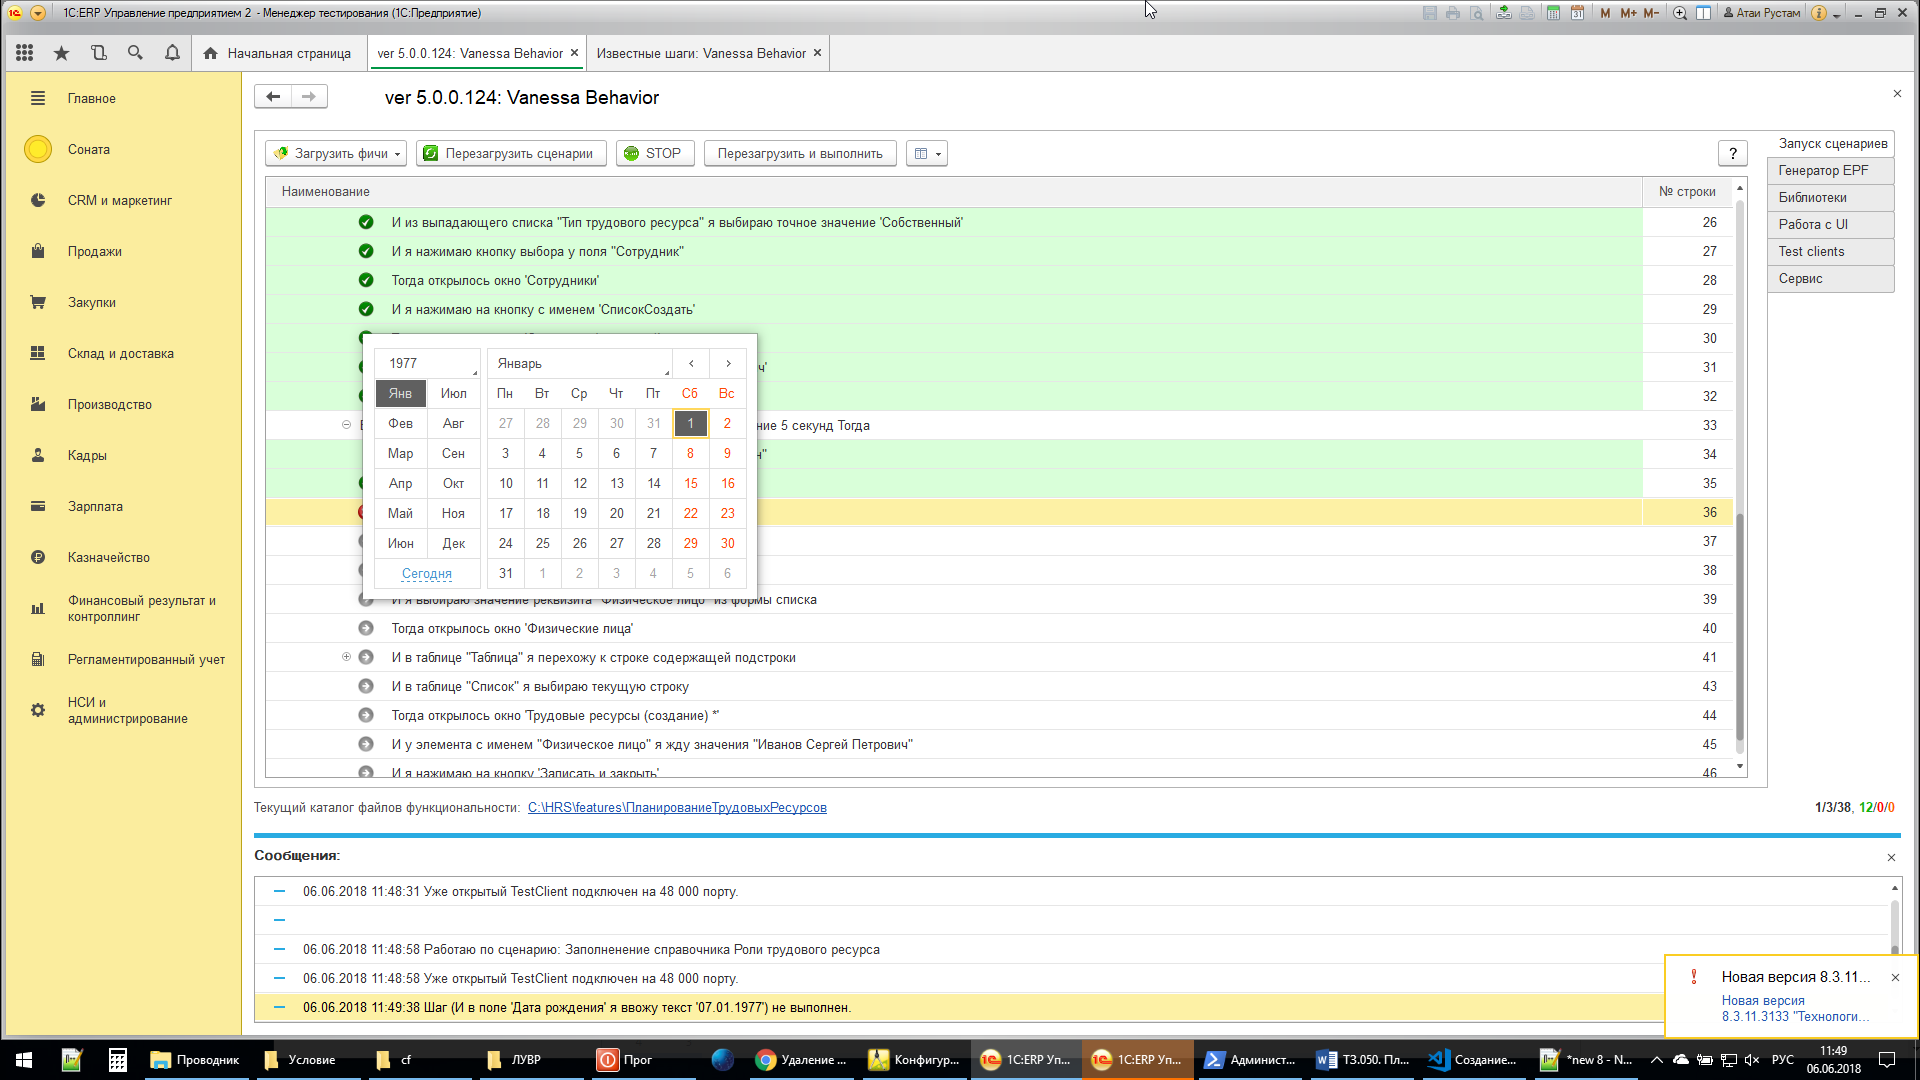 1С:ERP Управление предприятием 2 - Менеджер тестирования (1С:Предприятие)
M M+ M- Атаи Рустам
Начальная страница
ver 5.0.0.124: Vanessa Behavior
Известные шаги: Vanessa Behavior
Главное
Соната
CRM и маркетинг
Продажи
Закупки
Склад и доставка
Производство
Кадры
Зарплата
Казначейство
Финансовый результат и
контроллинг
Регламентированный учет
НСИ и
администрирование
ver 5.0.0.124: Vanessa Behavior
Загрузить фичи
Перезагрузить сценарии
STOP
Перезагрузить и выполнить
?
Запуск сценариев
Генератор EPF
Библиотеки
Работа с UI
Test clients
Сервис
Наименование № строки
И из выпадающего списка "Тип трудового ресурса" я выбираю точное значение 'Собственный' 26
И я нажимаю кнопку выбора у поля "Сотрудник" 27
Тогда открылось окно 'Сотрудники' 28
И я нажимаю на кнопку с именем 'СписокСоздать' 29
30
ч' 31
32
ние 5 секунд Тогда 33
н" 34
35
36
37
38
И я выбираю значение реквизита "Физическое лицо" из формы списка 39
Тогда открылось окно 'Физические лица' 40
И в таблице "Таблица" я перехожу к строке содержащей подстроки 41
И в таблице "Список" я выбираю текущую строку 43
Тогда открылось окно 'Трудовые ресурсы (создание) *' 44
И у элемента с именем "Физическое лицо" я жду значения "Иванов Сергей Петрович" 45
И я нажимаю на кнопку 'Записать и закрыть' 46
1977 Январь
Янв Июл Пн Вт Ср Чт Пт Сб Вс
Фев Авг 27 28 29 30 31 1 2
Мар Сен 3 4 5 6 7 8 9
Апр Окт 10 11 12 13 14 15 16
Май Ноя 17 18 19 20 21 22 23
Июн Дек 24 25 26 27 28 29 30
Сегодня 31 1 2 3 4 5 6
Текущий каталог файлов функциональности: C:\HRS\features\ПланированиеТрудовыхРесурсов
1/3/38, 12/0/0
Сообщения:
06.06.2018 11:48:31 Уже открытый TestClient подключен на 48 000 порту.
06.06.2018 11:48:58 Работаю по сценарию: Заполненение справочника Роли трудового ресурса
06.06.2018 11:48:58 Уже открытый TestClient подключен на 48 000 порту.
06.06.2018 11:49:38 Шаг (И в поле 'Дата рождения' я ввожу текст '07.01.1977') не выполнен.
Новая версия 8.3.11...
Новая версия
8.3.11.3133 "Технологи...
Проводник
Условие
cf
ЛУВР
Прог
Удаление ...
Конфигур...
1С:ERP Уп...
1С:ERP Уп...
Админист...
ТЗ.050. Пл...
Создание...
*new 8 - N...
РУС
11:49
06.06.2018